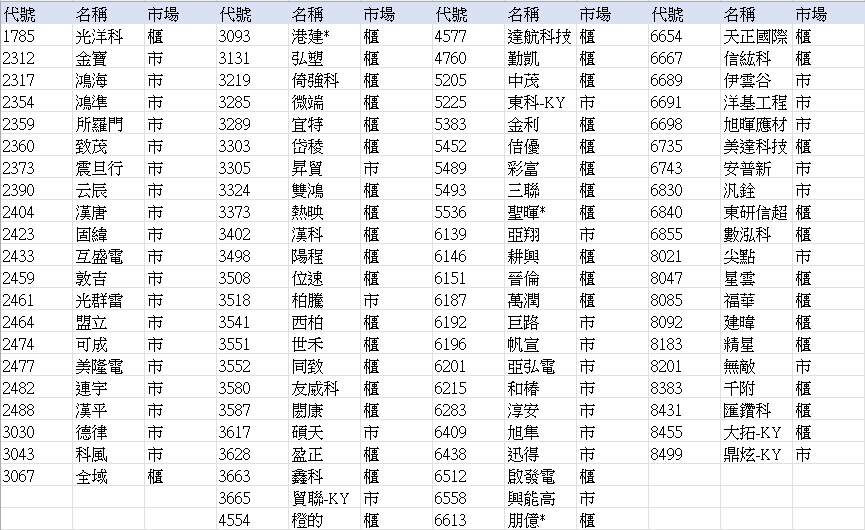 代號 名稱 市場 代號 名稱 市場 代號 名稱 市場 代號 名稱 市場
1785 光洋科 櫃 3093 港建* 櫃 4577 達航科技 櫃 6654 天正國際 櫃
2312 金寶 市 3131 弘塑 櫃 4760 勤凱 櫃 6667 信紘科 櫃
2317 鴻海 市 3219 倚強科 櫃 5205 中茂 櫃 6689 伊雲谷 市
2354 鴻準 市 3285 微端 櫃 5225 東科-KY 市 6691 洋基工程 市
2359 所羅門 市 3289 宜特 櫃 5383 金利 櫃 6698 旭暉應材 市
2360 致茂 市 3303 岱稜 櫃 5452 佶優 櫃 6735 美達科技 櫃
2373 震旦行 市 3305 昇貿 市 5489 彩富 櫃 6743 安普新 市
2390 云辰 市 3324 雙鴻 櫃 5493 三聯 櫃 6830 汎銓 市
2404 漢唐 市 3373 熱映 櫃 5536 聖暉* 櫃 6840 東研信超 櫃
2423 固緯 市 3402 漢科 櫃 6139 亞翔 市 6855 數泓科 櫃
2433 互盛電 市 3498 陽程 櫃 6146 耕興 櫃 8021 尖點 市
2459 敦吉 市 3508 位速 櫃 6151 晉倫 櫃 8047 星雲 櫃
2461 光群雷 市 3518 柏騰 市 6187 萬潤 櫃 8085 福華 櫃
2464 盟立 市 3541 西柏 櫃 6192 巨路 市 8092 建暐 櫃
2474 可成 市 3551 世禾 櫃 6196 帆宣 市 8183 精星 櫃
2477 美隆電 市 3552 同致 櫃 6201 亞弘電 市 8201 無敵 市
2482 連宇 市 3580 友威科 櫃 6215 和椿 市 8383 千附 櫃
2488 漢平 市 3587 閎康 櫃 6283 淳安 市 8431 匯鑽科 櫃
3030 德律 市 3617 碩天 市 6409 旭隼 市 8455 大拓-KY 櫃
3043 科風 市 3628 盈正 櫃 6438 迅得 市 8499 鼎炫-KY 市
3067 全域 櫃 3663 鑫科 櫃 6512 啟發電 櫃
3665 貿聯-KY 市 6558 興能高 市
4554 橙的 櫃 6613 朋億* 櫃